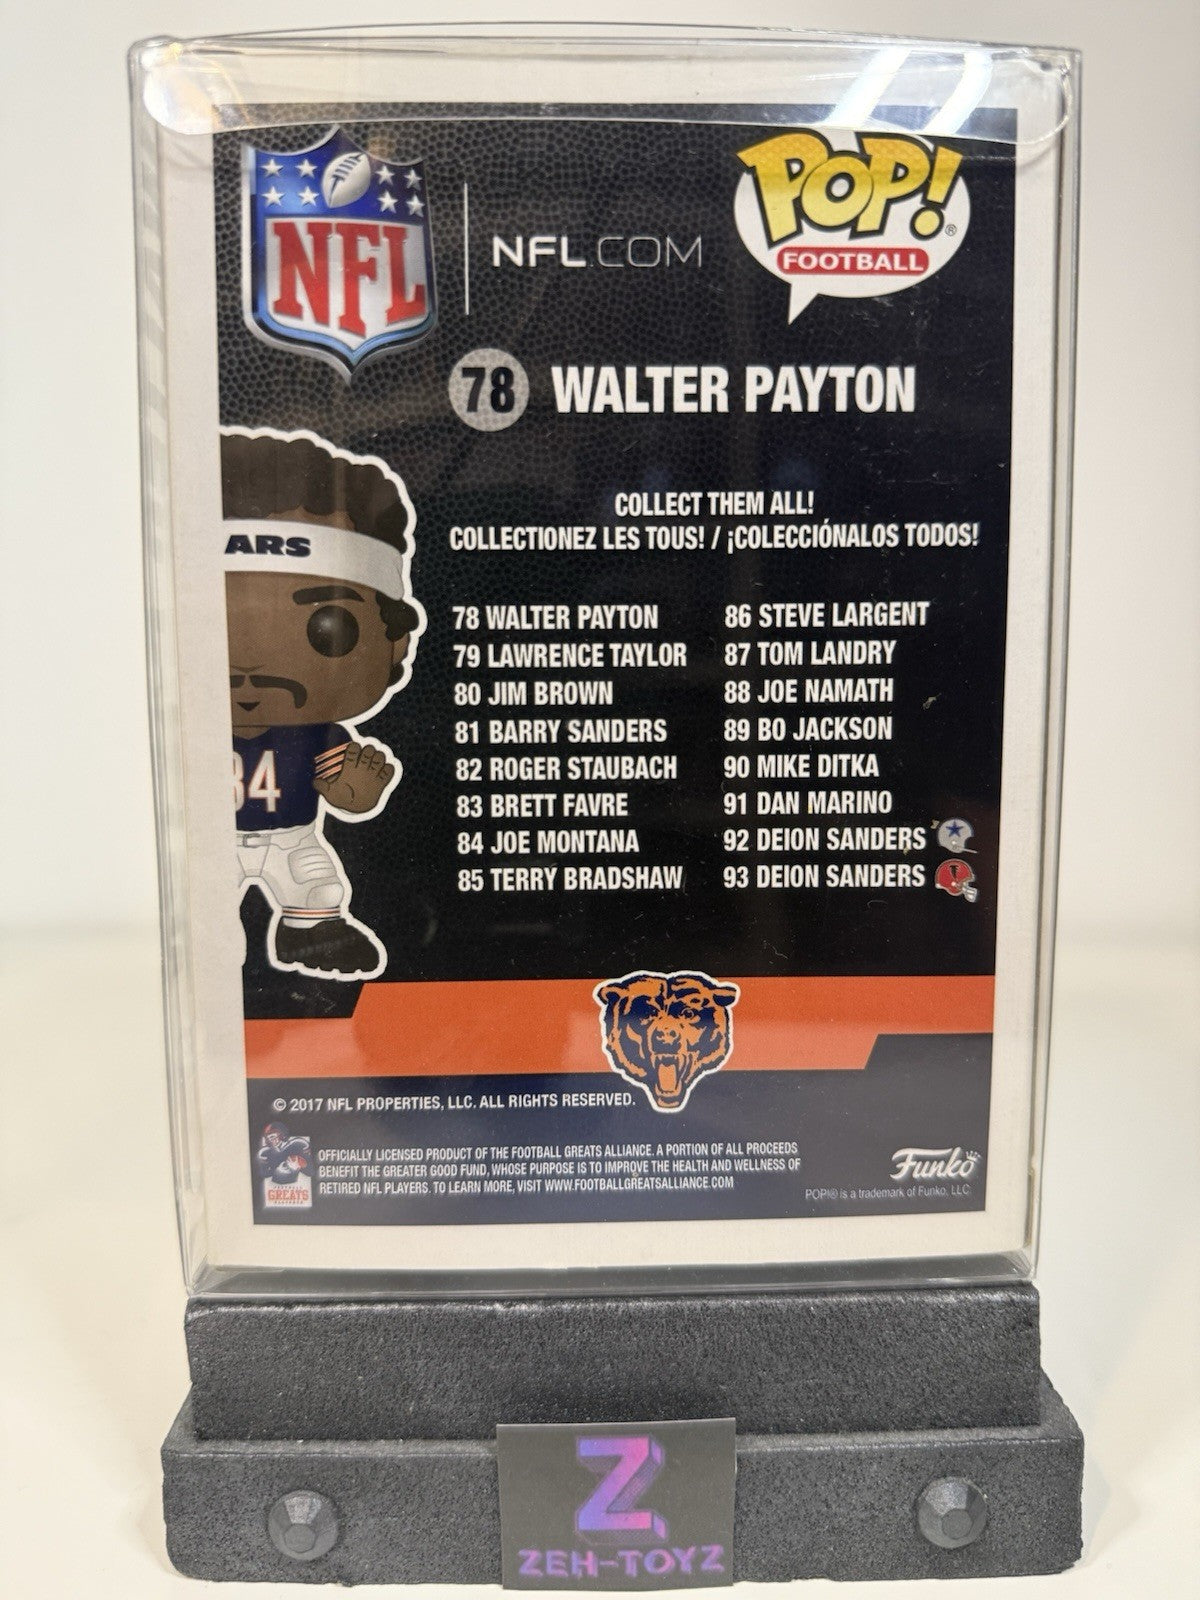 NFL
NFL.COM
POP!®
FOOTBALL
78 WALTER PAYTON
COLLECT THEM ALL!
COLLECTIONEZ LES TOUS! / ¡COLECCIÓNALOS TODOS!
ARS
34
78 WALTER PAYTON
79 LAWRENCE TAYLOR
80 JIM BROWN
81 BARRY SANDERS
82 ROGER STAUBACH
83 BRETT FAVRE
84 JOE MONTANA
85 TERRY BRADSHAW
86 STEVE LARGENT
87 TOM LANDRY
88 JOE NAMATH
89 BO JACKSON
90 MIKE DITKA
91 DAN MARINO
92 DEION SANDERS
93 DEION SANDERS
© 2017 NFL PROPERTIES, LLC. ALL RIGHTS RESERVED.
OFFICIALLY LICENSED PRODUCT OF THE FOOTBALL GREATS ALLIANCE. A PORTION OF ALL PROCEEDS
BENEFIT THE GREATER GOOD FUND, WHOSE PURPOSE IS TO IMPROVE THE HEALTH AND WELLNESS OF
RETIRED NFL PLAYERS. TO LEARN MORE, VISIT WWW.FOOTBALLGREATSALLIANCE.COM
GREATS
Funko
POP!® is a trademark of Funko, LLC
Z
ZEH-TOYZ